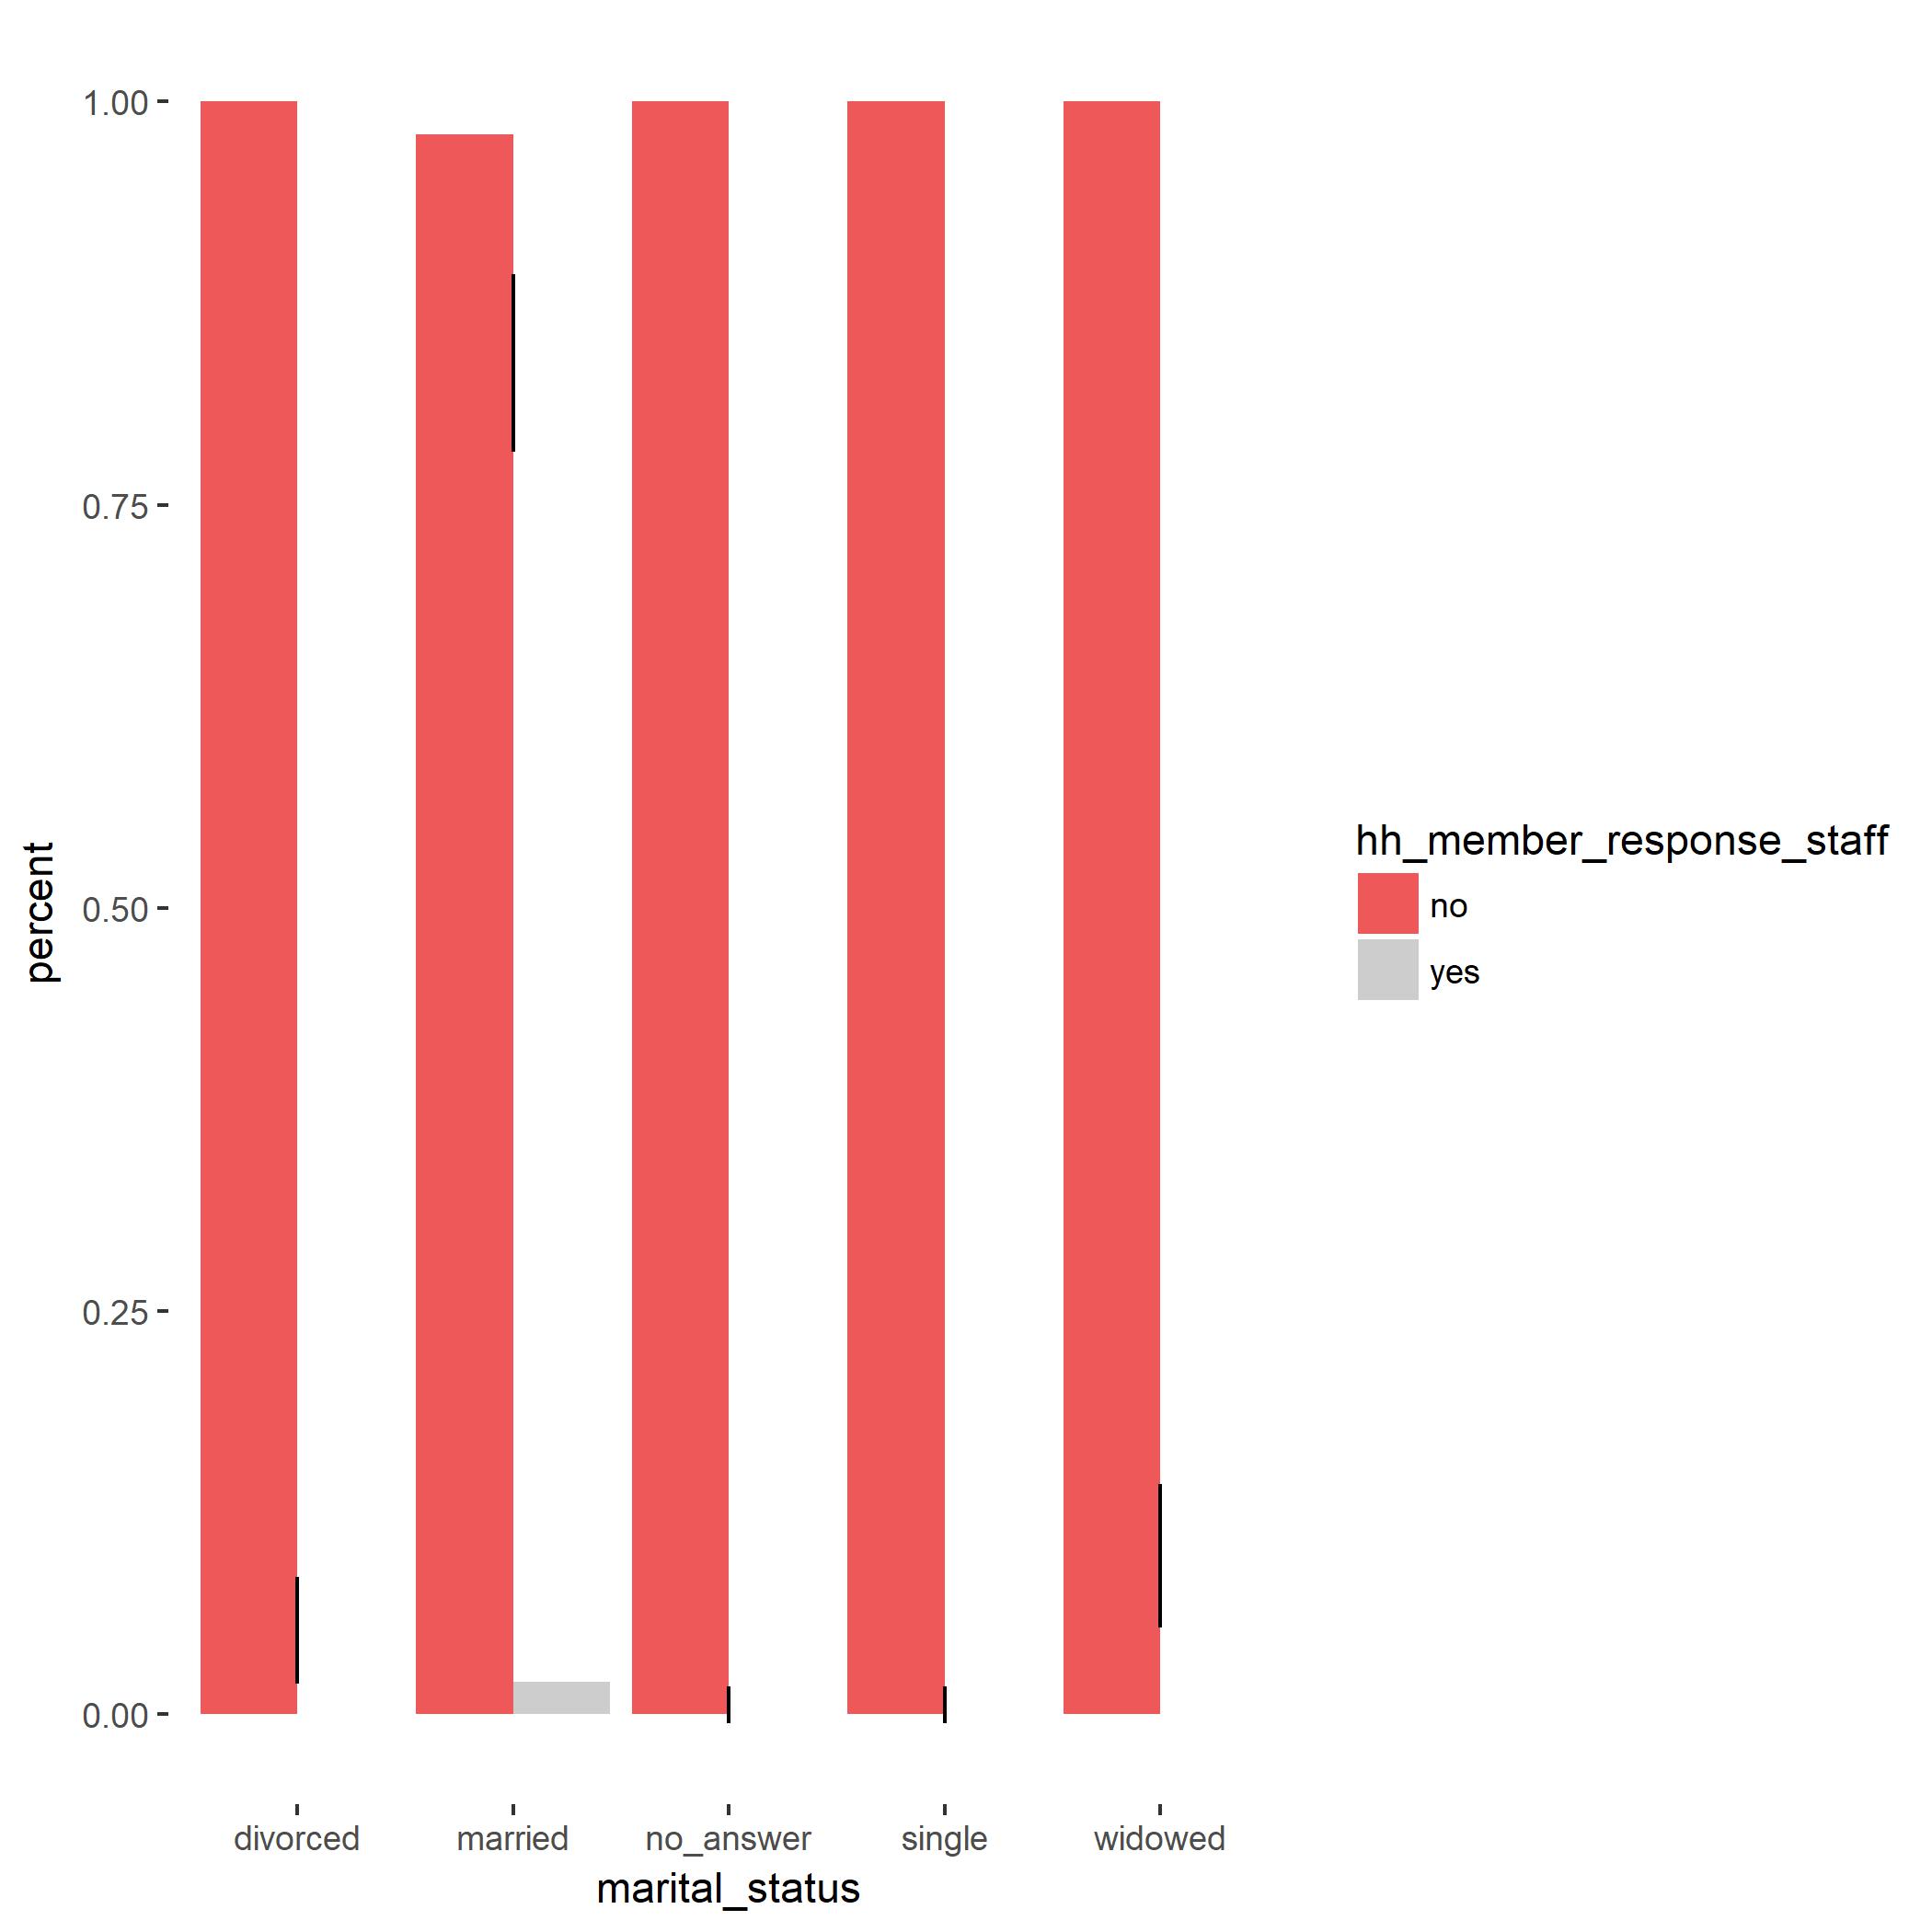 1.00
0.75
0.50
0.25
0.00
percent
divorced married no_answer single widowed
marital_status
hh_member_response_staff
no
yes